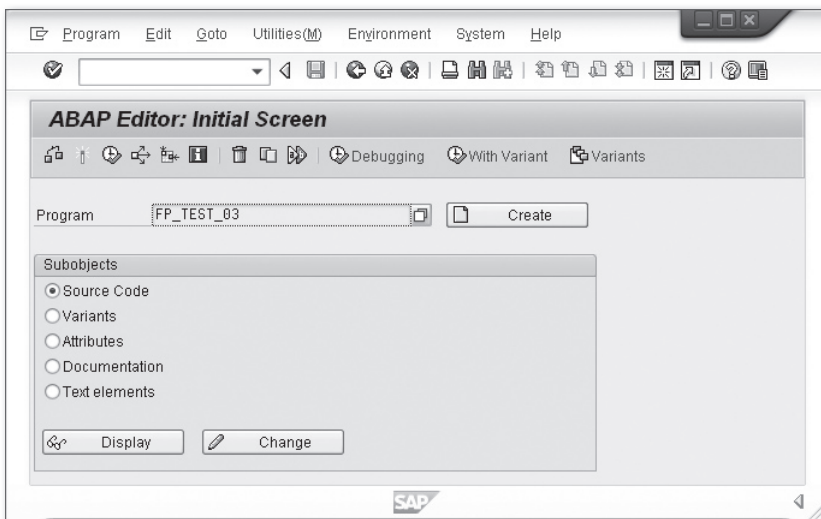 Program Edit Goto Utilities(M) Environment System Help
ABAP Editor: Initial Screen
Debugging With Variant Variants
Program FP_TEST_03 Create
Subobjects
Source Code
Variants
Attributes
Documentation
Text elements
Display Change
SAP